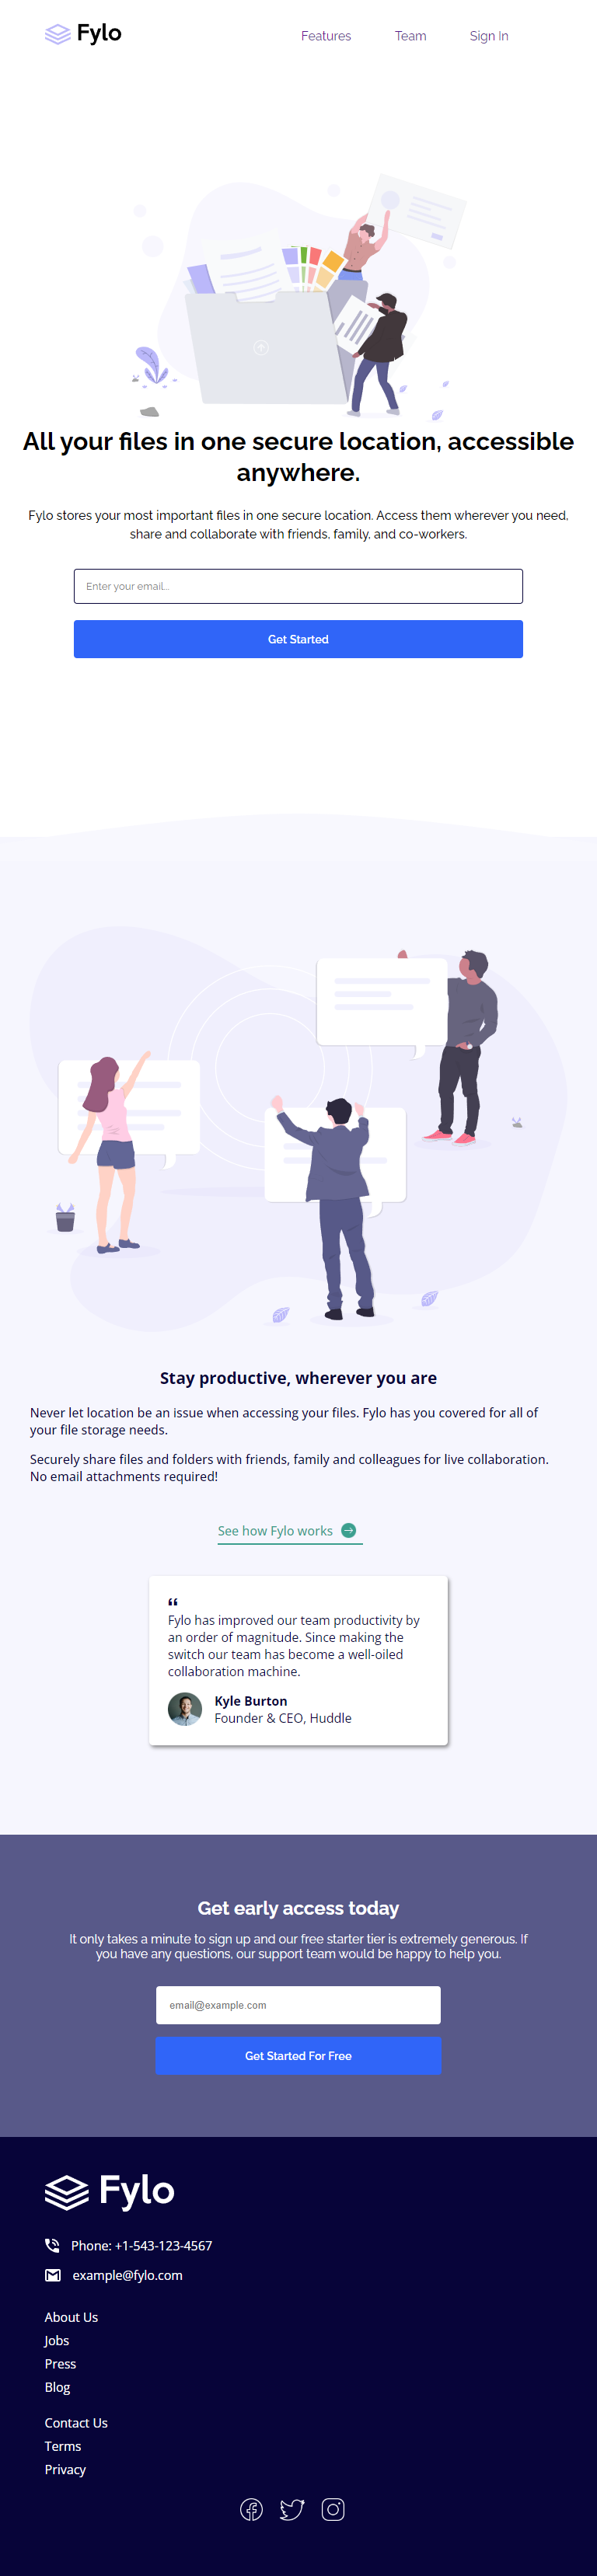 Fylo
Features Team Sign In
All your files in one secure location, accessible
anywhere.
Fylo stores your most important files in one secure location. Access them wherever you need,
share and collaborate with friends, family, and co-workers.
Enter your email...
Get Started
Stay productive, wherever you are
Never let location be an issue when accessing your files. Fylo has you covered for all of
your file storage needs.
Securely share files and folders with friends, family and colleagues for live collaboration.
No email attachments required!
See how Fylo works
“
Fylo has improved our team productivity by
an order of magnitude. Since making the
switch our team has become a well-oiled
collaboration machine.
Kyle Burton
Founder & CEO, Huddle
Get early access today
It only takes a minute to sign up and our free starter tier is extremely generous. If
you have any questions, our support team would be happy to help you.
email@example.com
Get Started For Free
Fylo
Phone: +1-543-123-4567
example@fylo.com
About Us
Jobs
Press
Blog
Contact Us
Terms
Privacy